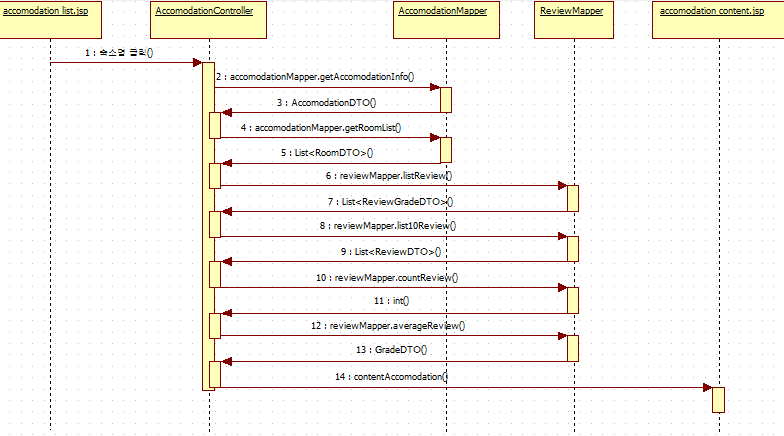 accomodation list.jsp
AccomodationController
AccomodationMapper
ReviewMapper
accomodation content.jsp
1 : 숙소명 클릭()
2 : accomodationMapper.getAccomodationInfo()
3 : AccomodationDTO()
4 : accomodationMapper.getRoomList()
5 : List<RoomDTO>()
6 : reviewMapper.listReview()
7 : List<ReviewGradeDTO>()
8 : reviewMapper.list10Review()
9 : List<ReviewDTO>()
10 : reviewMapper.countReview()
11 : int()
12 : reviewMapper.averageReview()
13 : GradeDTO()
14 : contentAccomodation()